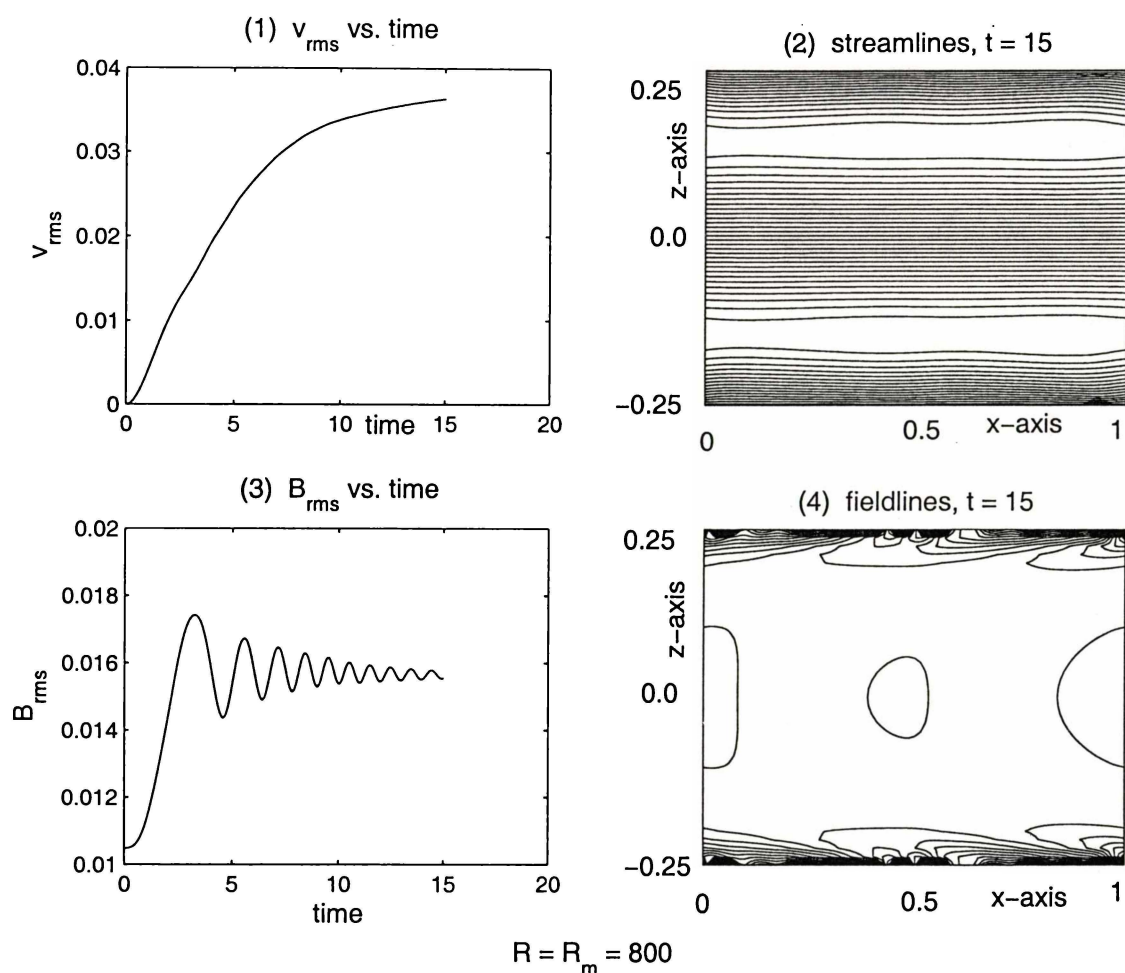 (1) v_rms vs. time
0.04
0.03
0.02
0.01
0
v_rms
0 5 10 15 20
time
(2) streamlines, t = 15
0.25
0.0
−0.25
z−axis
0 0.5 1
x−axis
(3) B_rms vs. time
0.02
0.018
0.016
0.014
0.012
0.01
B_rms
0 5 10 15 20
time
(4) fieldlines, t = 15
0.25
0.0
−0.25
z−axis
0 0.5 1
x−axis
R = R_m = 800